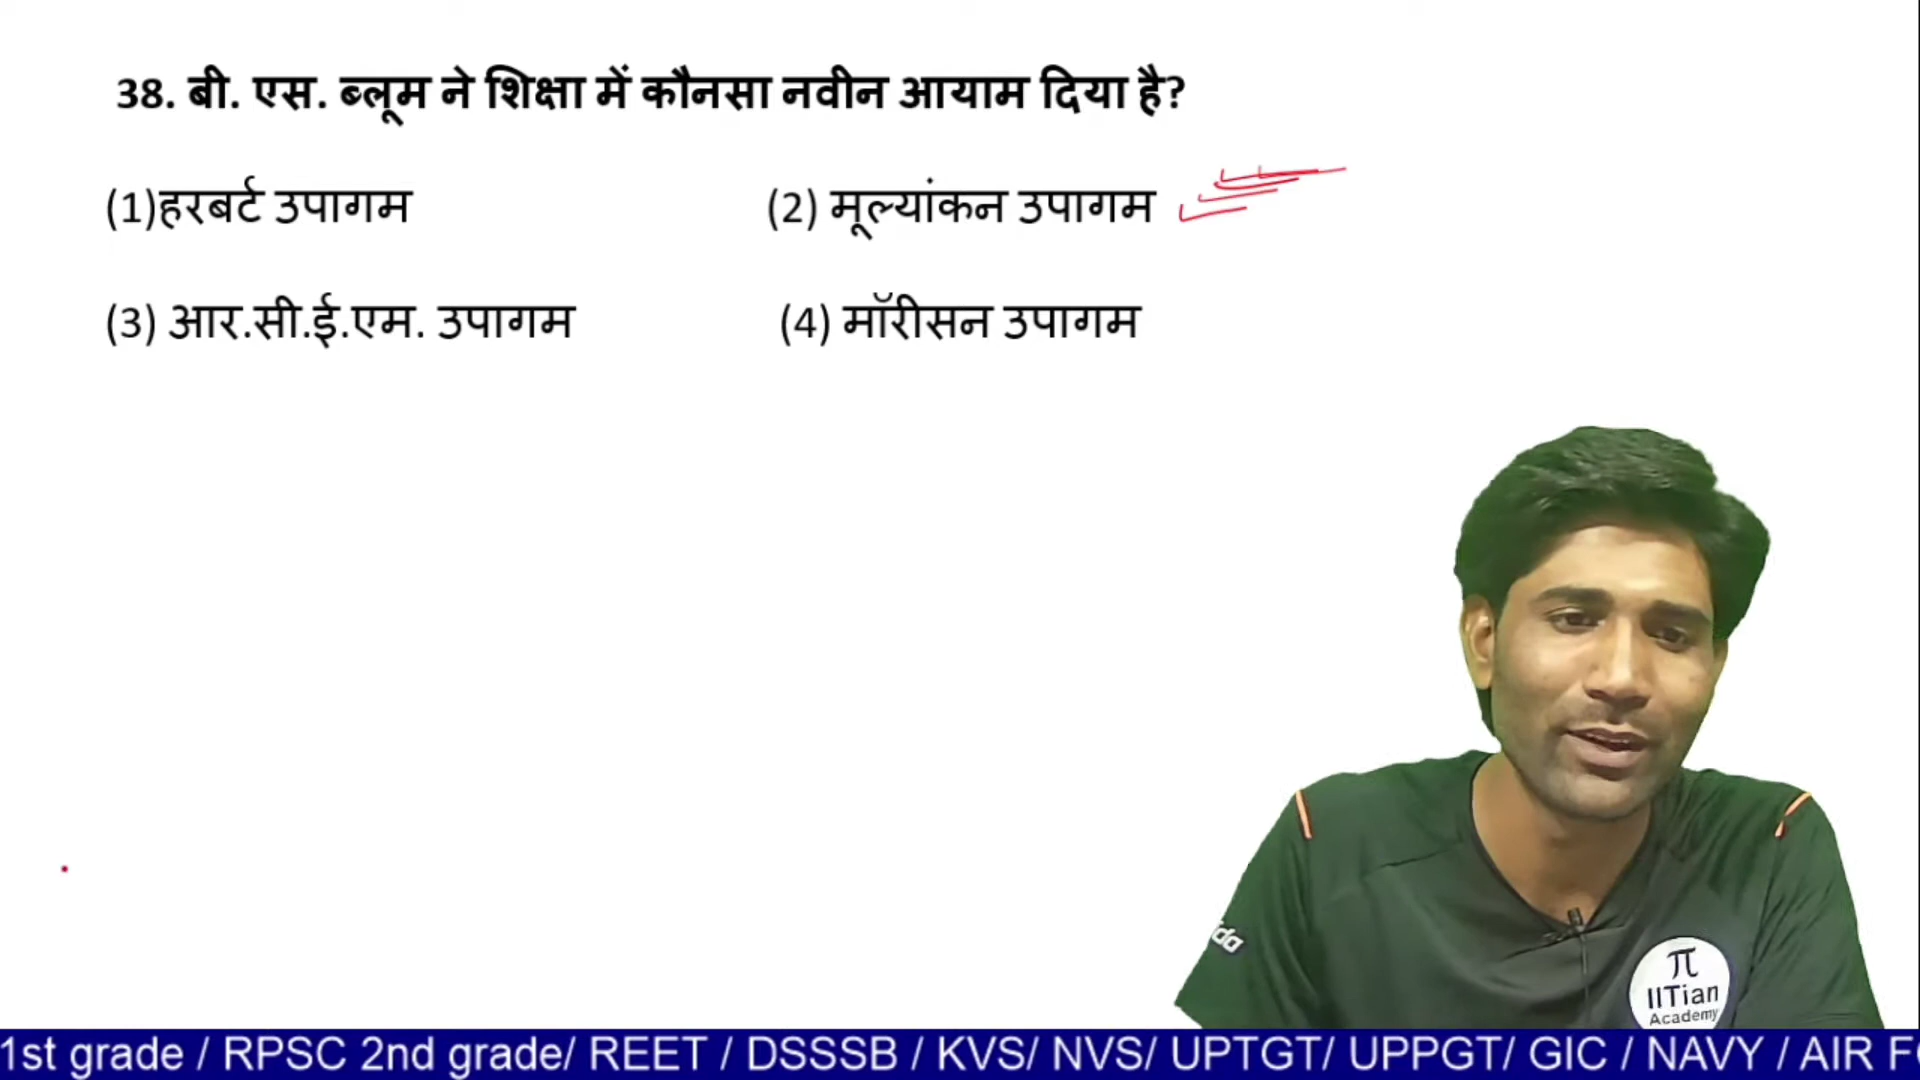 38. बी. एस. ब्लूम ने शिक्षा में कौनसा नवीन आयाम दिया है?
(1)हरबर्ट उपागम (2) मूल्यांकन उपागम
(3) आर.सी.ई.एम. उपागम (4) मॉरीसन उपागम
π
IITian
Academy
1st grade / RPSC 2nd grade/ REET / DSSSB / KVS/ NVS/ UPTGT/ UPPGT/ GIC / NAVY / AIR